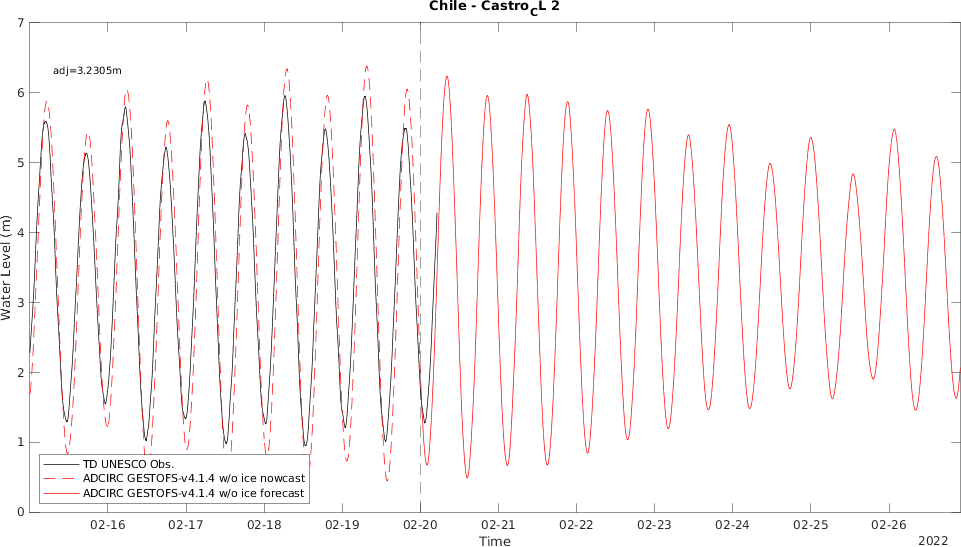 Chile - Castro_CL 2
adj=3.2305m
Water Level (m)
7
6
5
4
3
2
1
0
TD UNESCO Obs.
ADCIRC GESTOFS-v4.1.4 w/o ice nowcast
ADCIRC GESTOFS-v4.1.4 w/o ice forecast
02-16 02-17 02-18 02-19 02-20 02-21 02-22 02-23 02-24 02-25 02-26
Time
2022